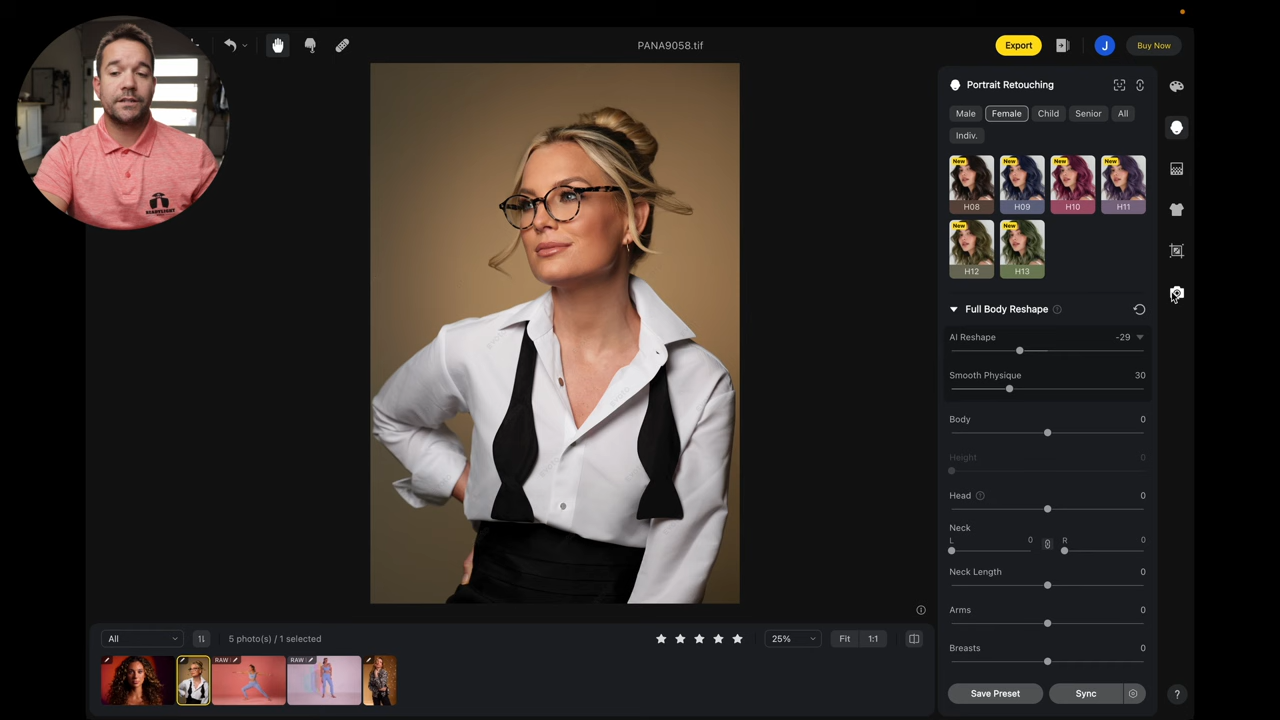 PANA9058.tif
Export
J
Buy Now
Portrait Retouching
Male
Female
Child
Senior
All
Indiv.
New
New
New
New
H08
H09
H10
H11
New
New
H12
H13
Full Body Reshape
AI Reshape
-29
Smooth Physique
30
Body
0
Height
0
Head
0
Neck
L
0
R
0
Neck Length
0
Arms
0
Breasts
0
All
5 photo(s) / 1 selected
25%
Fit
1:1
RAW
RAW
Save Preset
Sync